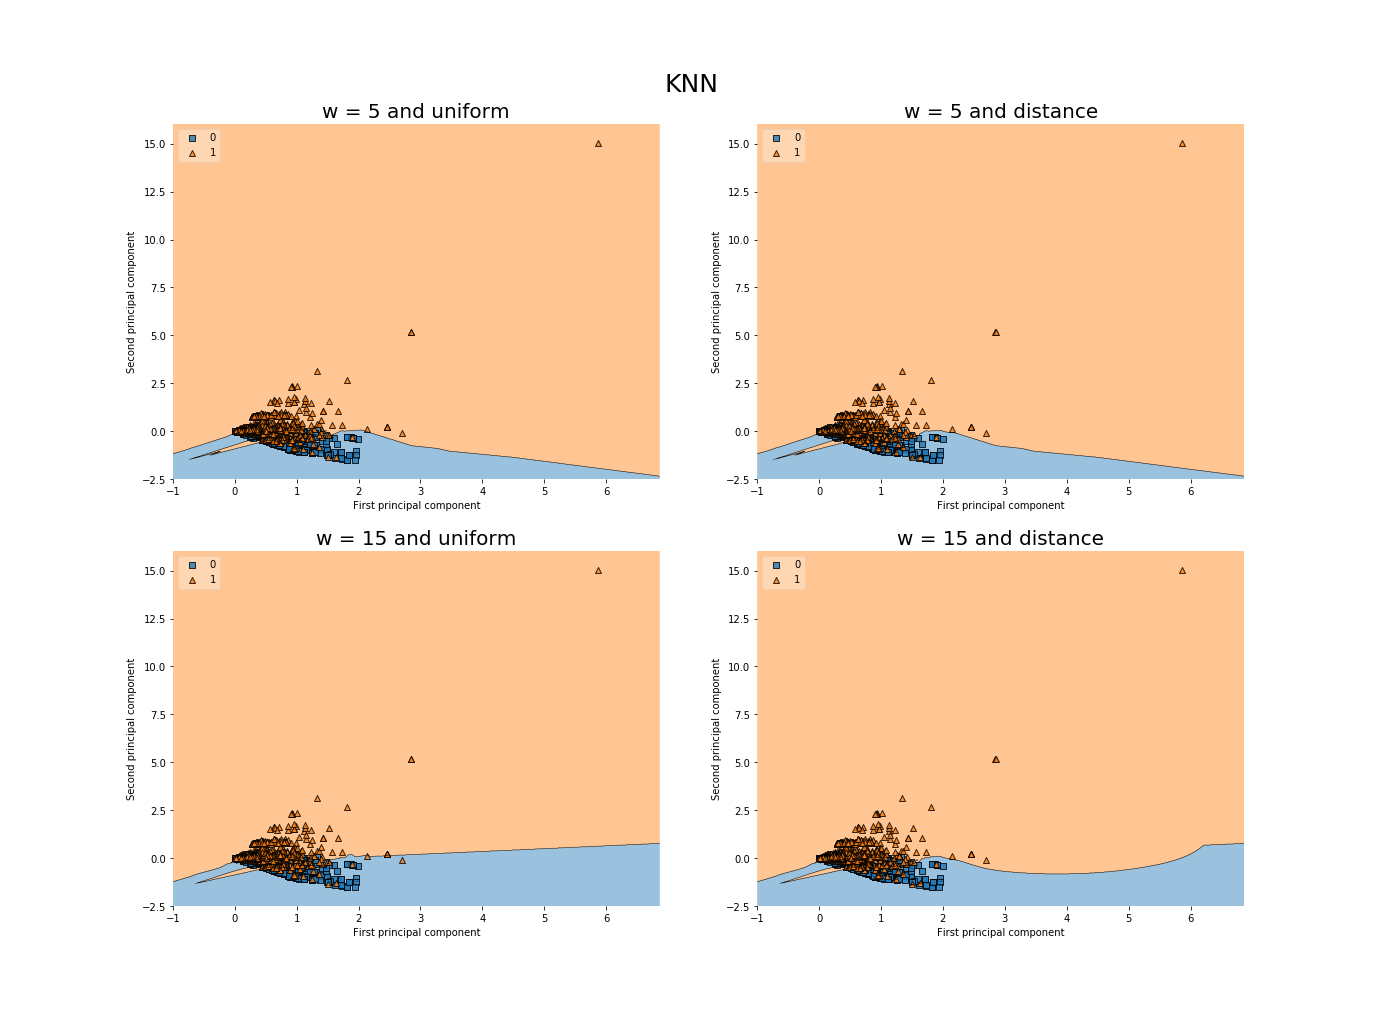 KNN
w = 5 and uniform
0
1
15.0
12.5
10.0
7.5
5.0
2.5
0.0
−2.5
Second principal component
−1 0 1 2 3 4 5 6
First principal component
w = 5 and distance
0
1
15.0
12.5
10.0
7.5
5.0
2.5
0.0
−2.5
Second principal component
−1 0 1 2 3 4 5 6
First principal component
w = 15 and uniform
0
1
15.0
12.5
10.0
7.5
5.0
2.5
0.0
−2.5
Second principal component
−1 0 1 2 3 4 5 6
First principal component
w = 15 and distance
0
1
15.0
12.5
10.0
7.5
5.0
2.5
0.0
−2.5
Second principal component
−1 0 1 2 3 4 5 6
First principal component